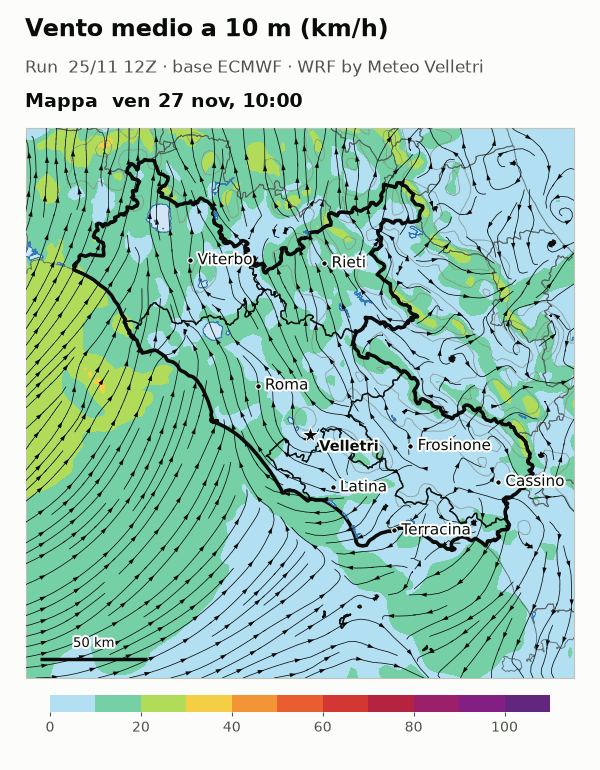 Vento medio a 10 m (km/h)
Run  25/11 12Z · base ECMWF · WRF by Meteo Velletri
Mappa  ven 27 nov, 10:00
Viterbo
Rieti
Roma
Velletri
Frosinone
Latina
Cassino
Terracina
50 km
0 20 40 60 80 100